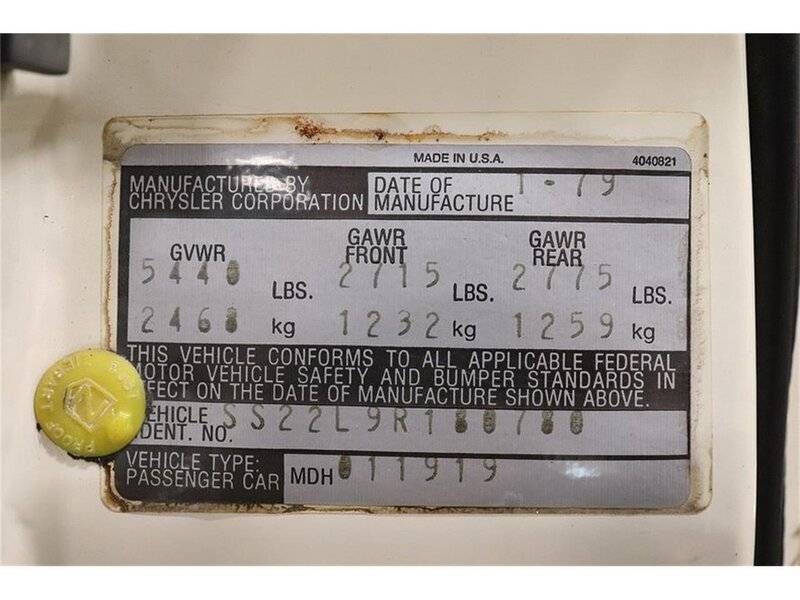 MADE IN U.S.A. 4040821
MANUFACTURED BY
CHRYSLER CORPORATION
DATE OF
MANUFACTURE 1-79
GVWR
5440 LBS.
2468 kg
GAWR
FRONT
2715 LBS.
1232 kg
GAWR
REAR
2775 LBS.
1259 kg
THIS VEHICLE CONFORMS TO ALL APPLICABLE FEDERAL
MOTOR VEHICLE SAFETY AND BUMPER STANDARDS IN
EFFECT ON THE DATE OF MANUFACTURE SHOWN ABOVE.
VEHICLE
IDENT. NO. SS22L9R180780
VEHICLE TYPE:
PASSENGER CAR
MDH 011919
PROOF